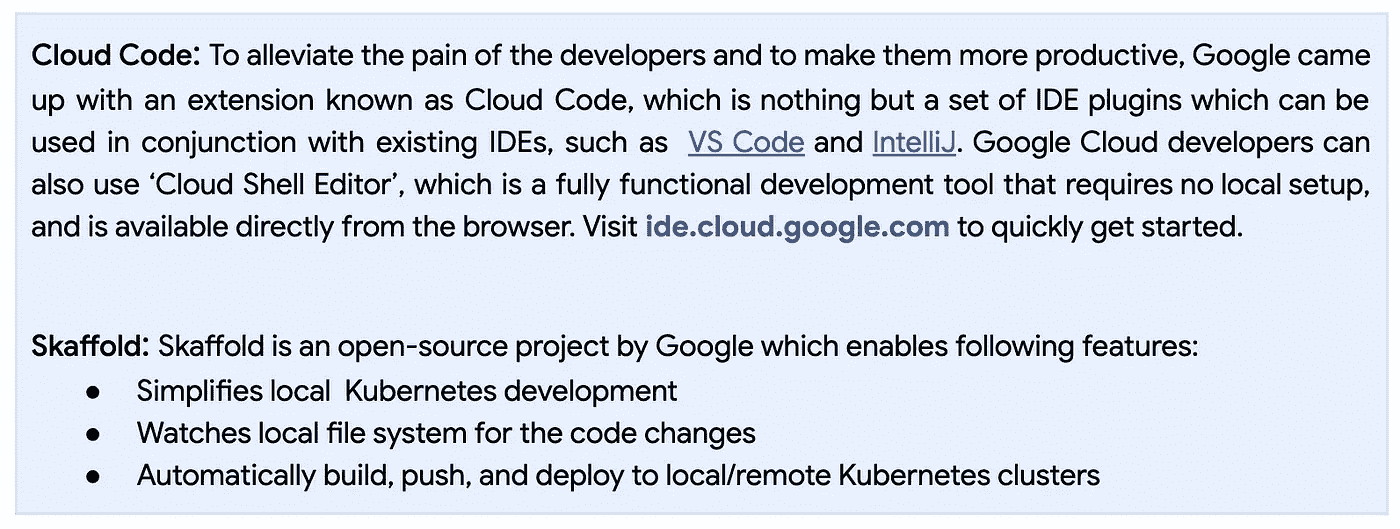 Cloud Code: To alleviate the pain of the developers and to make them more productive, Google came
up with an extension known as Cloud Code, which is nothing but a set of IDE plugins which can be
used in conjunction with existing IDEs, such as VS Code and IntelliJ. Google Cloud developers can
also use ‘Cloud Shell Editor’, which is a fully functional development tool that requires no local setup,
and is available directly from the browser. Visit ide.cloud.google.com to quickly get started.
Skaffold: Skaffold is an open-source project by Google which enables following features:
● Simplifies local Kubernetes development
● Watches local file system for the code changes
● Automatically build, push, and deploy to local/remote Kubernetes clusters